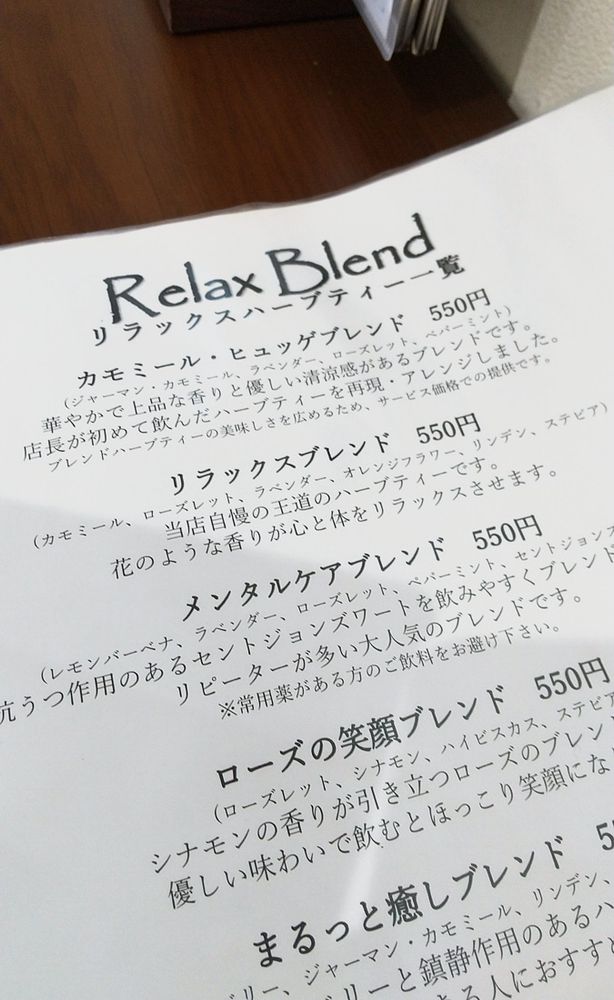 Relax Blend
リラックスハーブティー一覧
カモミール・ヒュッゲブレンド 550円
(ジャーマン・カモミール、ラベンダー、ローズレット、ペパーミント)
華やかで上品な香りと優しい清涼感があるブレンドです。
店長が初めて飲んだハーブティーを再現・アレンジしました。
ブレンドハーブティーの美味しさを広めるため、サービス価格での提供です。
リラックスブレンド 550円
(カモミール、ローズレット、ラベンダー、オレンジフラワー、リンデン、ステビア)
当店自慢の王道のハーブティーです。
花のような香りが心と体をリラックスさせます。
メンタルケアブレンド 550円
(レモンバーベナ、ラベンダー、ローズレット、ペパーミント、セントジョンズ
抗うつ作用のあるセントジョンズワートを飲みやすくブレンド
リピーターが多い大人気のブレンドです。
※常用薬がある方のご飲料をお避け下さい。
ローズの笑顔ブレンド 550円
(ローズレット、シナモン、ハイビスカス、ステビア
シナモンの香りが引き立つローズのブレン
優しい味わいで飲むとほっこり笑顔にな
まるっと癒しブレンド 5
リー、ジャーマン・カモミール、リンデン、
リーと鎮静作用のあるハ
る人におすすめ